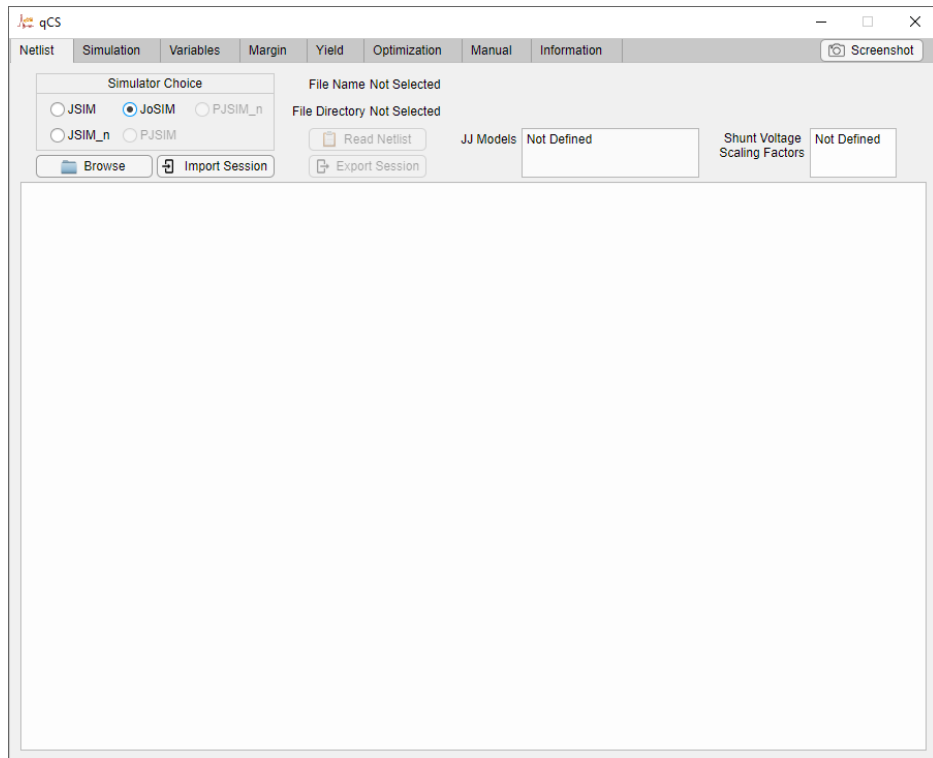 qCS
Netlist Simulation Variables Margin Yield Optimization Manual Information Screenshot
Simulator Choice
JSIM JoSIM PJSIM_n
JSIM_n PJSIM
Browse Import Session
File Name Not Selected
File Directory Not Selected
Read Netlist
Export Session
JJ Models Not Defined
Shunt Voltage
Scaling Factors
Not Defined